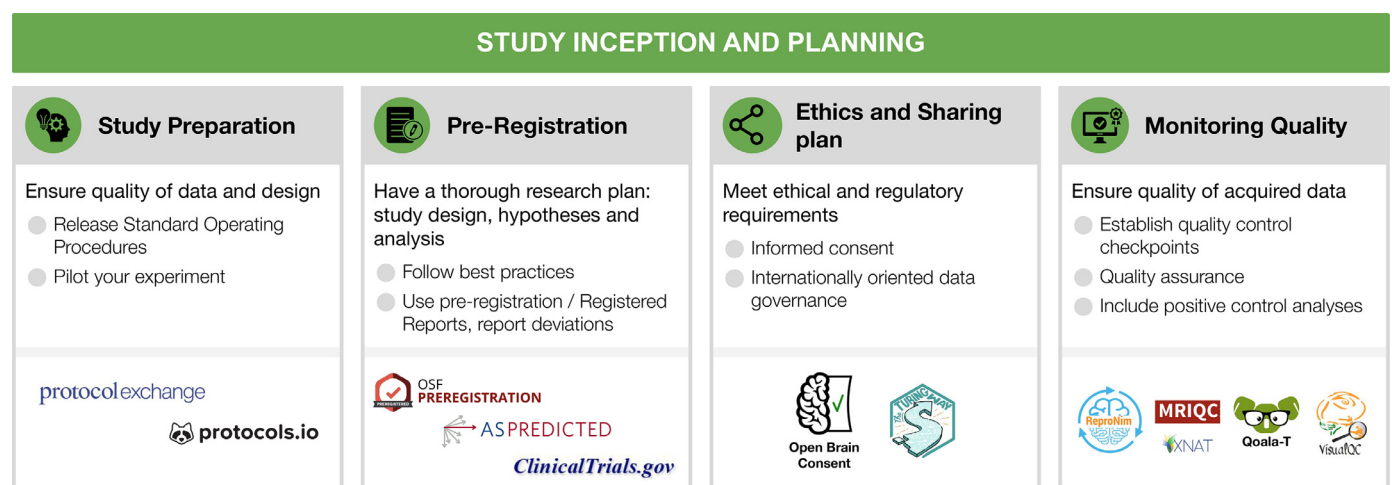 STUDY INCEPTION AND PLANNING
Study Preparation
Ensure quality of data and design
Release Standard Operating
Procedures
Pilot your experiment
protocol exchange
protocols.io
Pre-Registration
Have a thorough research plan:
study design, hypotheses and
analysis
Follow best practices
Use pre-registration / Registered
Reports, report deviations
PREREGISTERED
OSF
PREREGISTRATION
ASPREDICTED
ClinicalTrials.gov
Ethics and Sharing
plan
Meet ethical and regulatory
requirements
Informed consent
Internationally oriented data
governance
Open Brain
Consent
THE TURING WAY
Monitoring Quality
Ensure quality of acquired data
Establish quality control
checkpoints
Quality assurance
Include positive control analyses
ReproNim
MRIQC
XNAT
Qoala-T
VisualQC